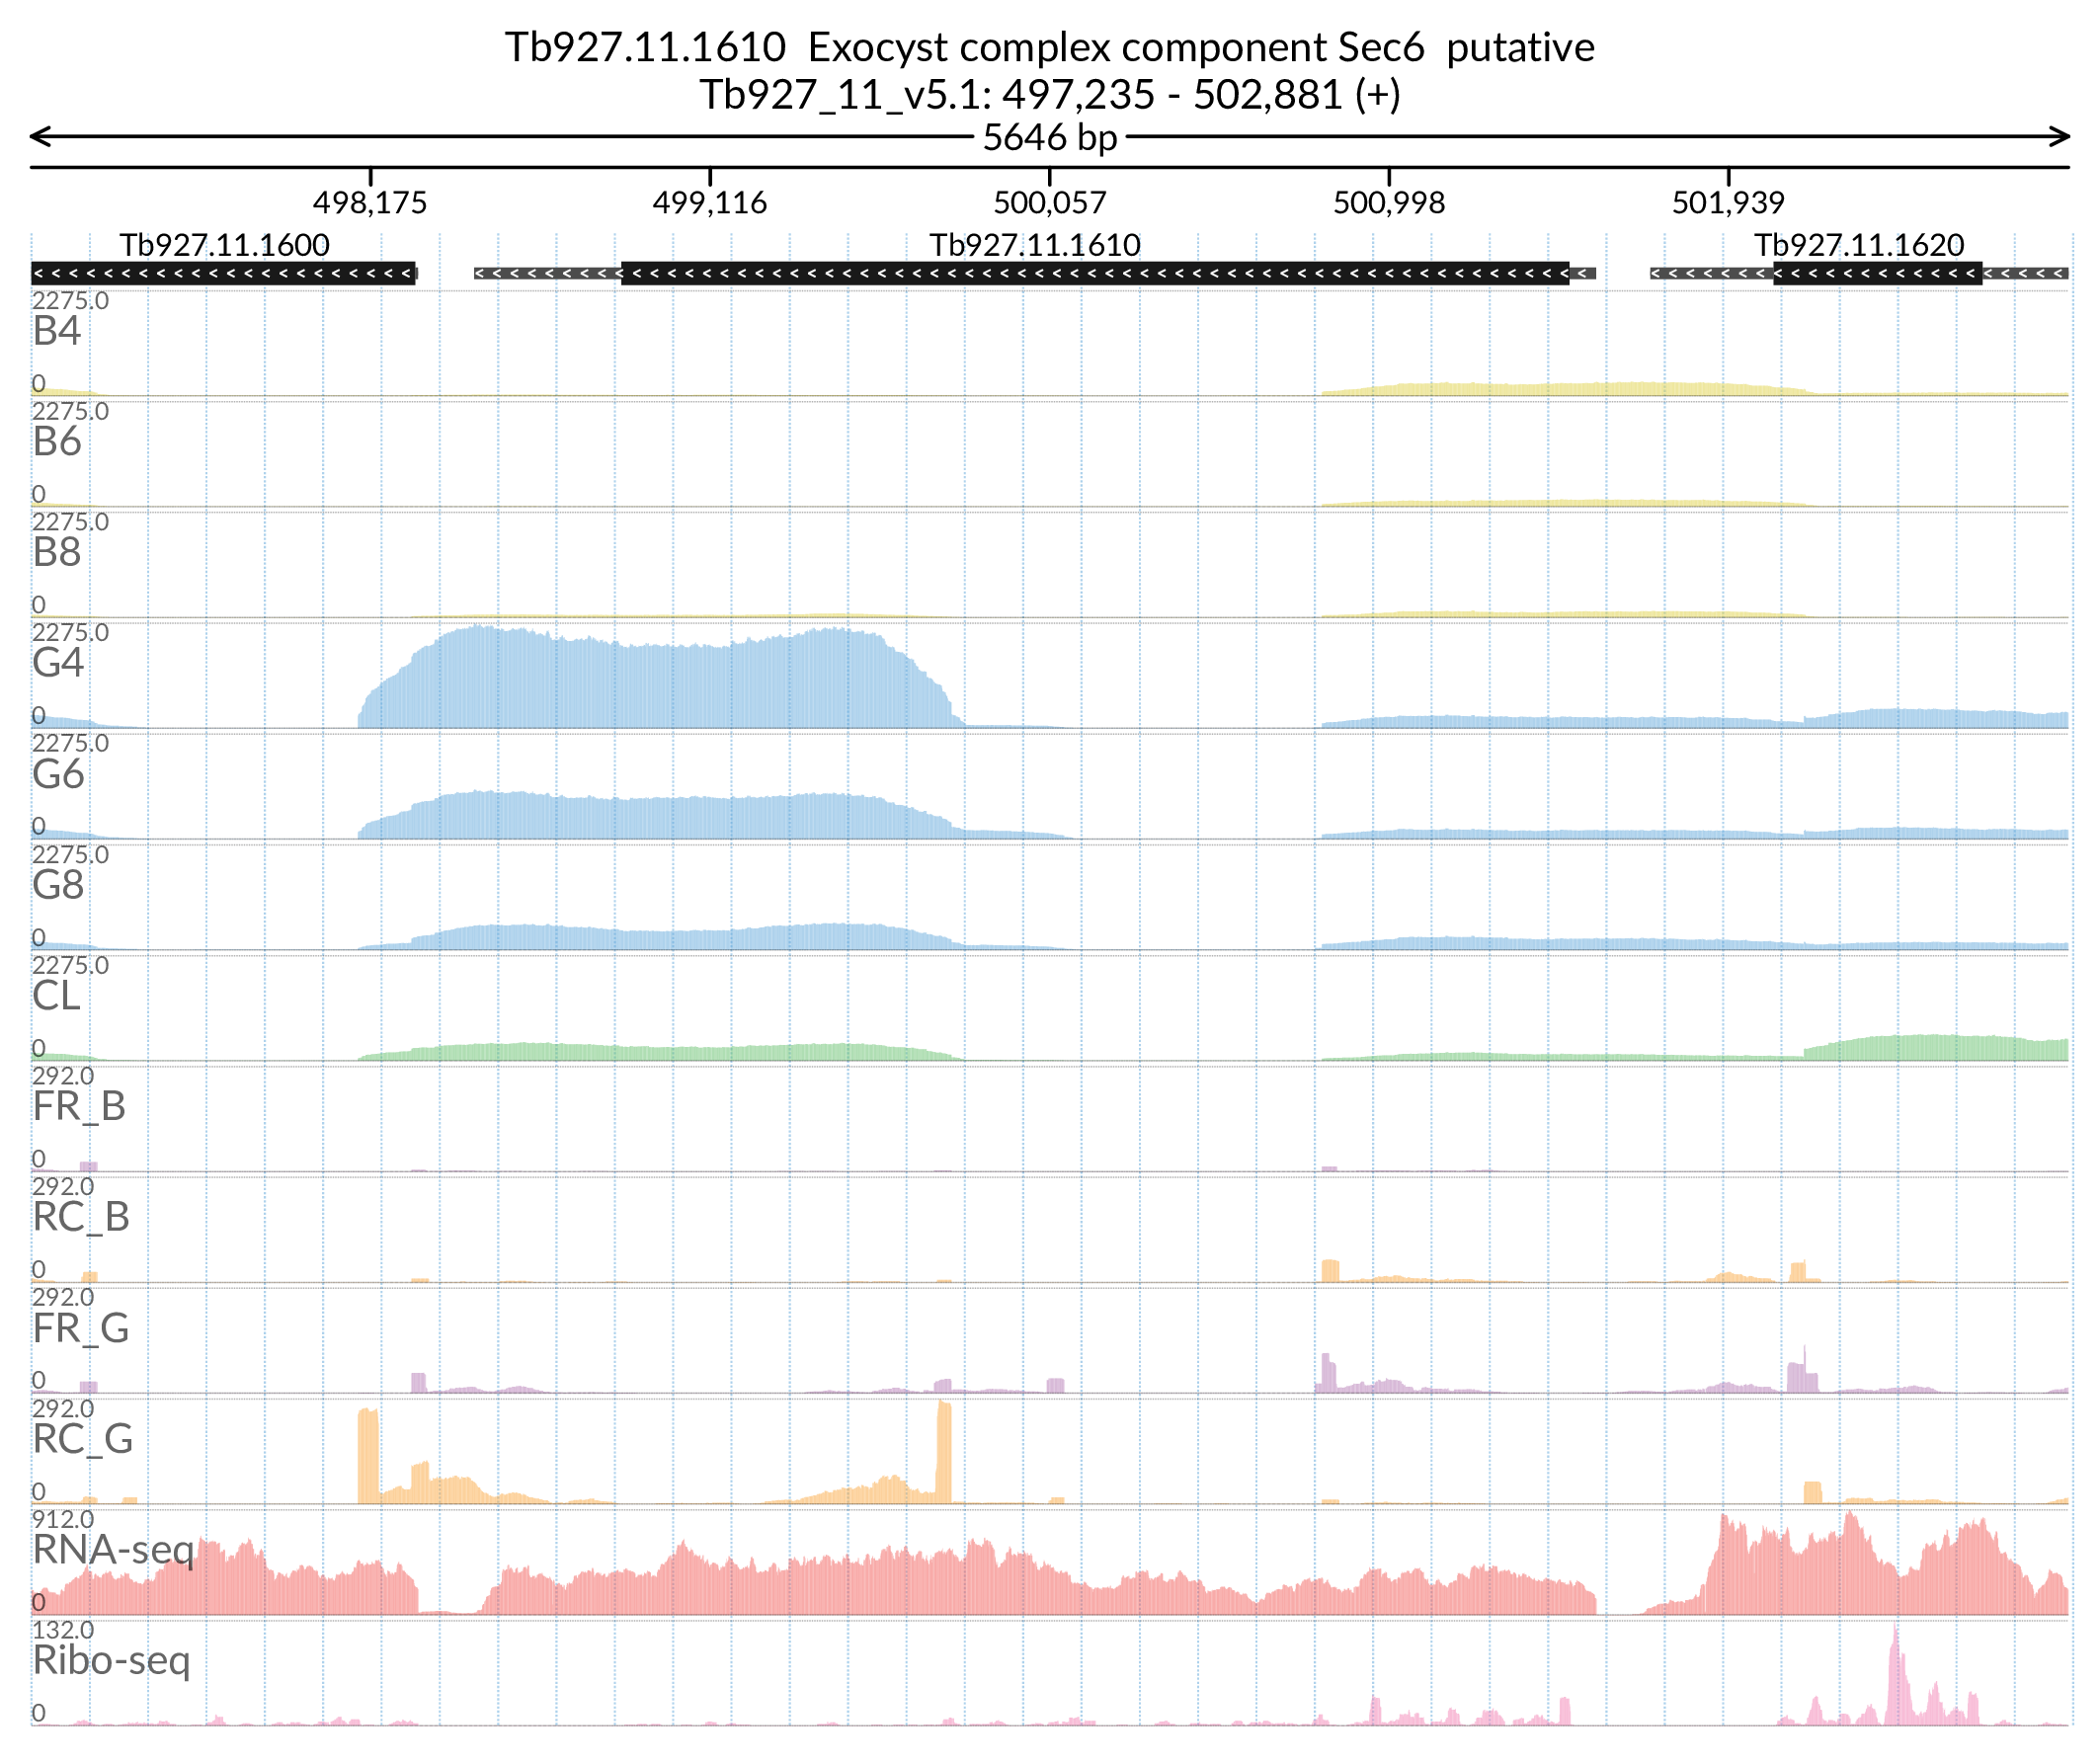 Tb927.11.1610  Exocyst complex component Sec6  putative
Tb927_11_v5.1: 497,235 - 502,881 (+)
5646 bp
498,175 499,116 500,057 500,998 501,939
Tb927.11.1600 Tb927.11.1610 Tb927.11.1620
2275.0
B4
0
2275.0
B6
0
2275.0
B8
0
2275.0
G4
0
2275.0
G6
0
2275.0
G8
0
2275.0
CL
0
292.0
FR_B
0
292.0
RC_B
0
292.0
FR_G
0
292.0
RC_G
0
912.0
RNA-seq
0
132.0
Ribo-seq
0